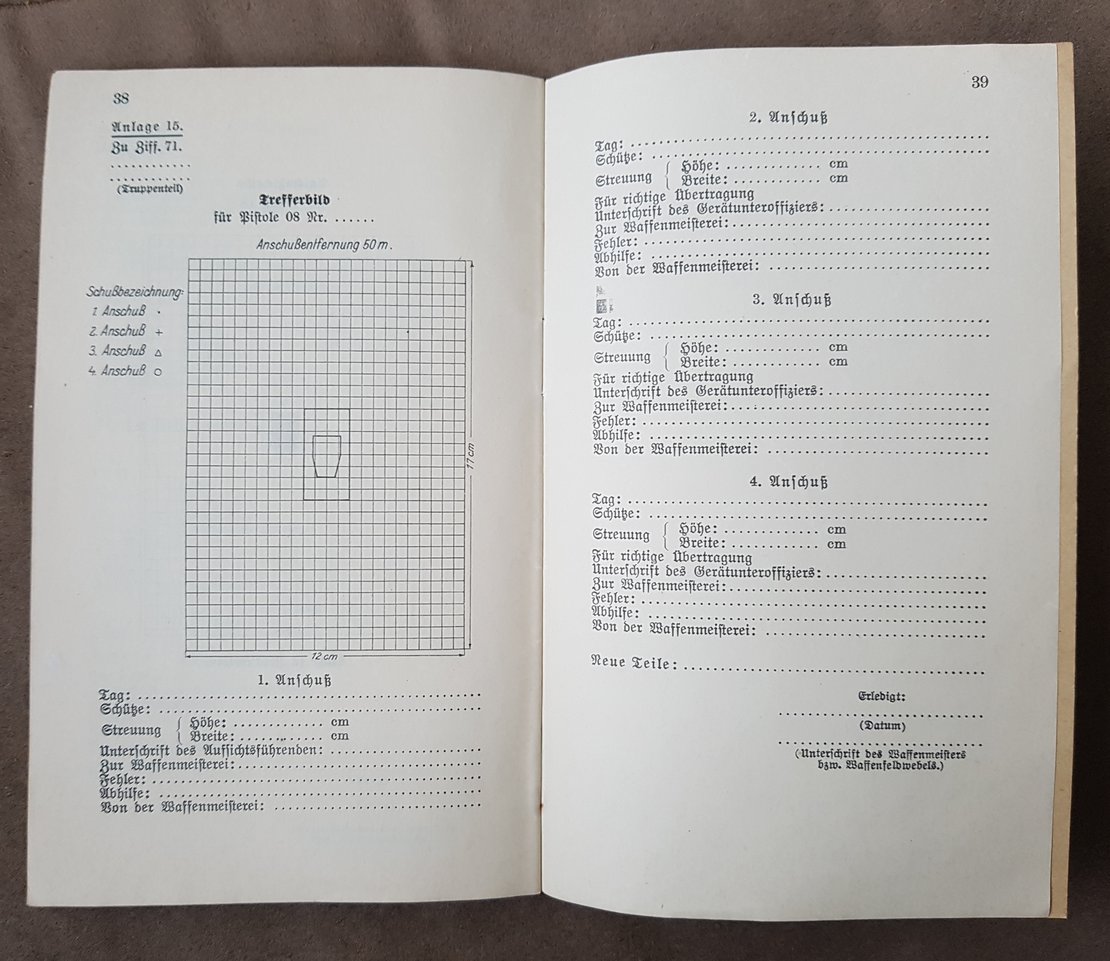 38
Anlage 15.
Zu Ziff. 71.
..............
..............
(Truppenteil)
Trefferbild
für Pistole 08 Nr. ......
Anschußentfernung 50 m.
Schußbezeichnung:
1. Anschuß ·
2. Anschuß +
3. Anschuß △
4. Anschuß ○
17 cm
12 cm
1. Anschuß
Tag: ..............................
Schütze: ..............................
Streuung { Höhe: ............. cm
Breite: ............. cm
Unterschrift des Aufsichtsführenden: ....................
Zur Waffenmeisterei: ..............................
Fehler: ..............................
Abhilfe: ..............................
Von der Waffenmeisterei: ..............................
39
2. Anschuß
Tag: ..............................
Schütze: ..............................
Streuung { Höhe: ............. cm
Breite: ............. cm
Für richtige Übertragung
Unterschrift des Gerätunteroffiziers: ....................
Zur Waffenmeisterei: ..............................
Fehler: ..............................
Abhilfe: ..............................
Von der Waffenmeisterei: ..............................
3. Anschuß
Tag: ..............................
Schütze: ..............................
Streuung { Höhe: ............. cm
Breite: ............. cm
Für richtige Übertragung
Unterschrift des Gerätunteroffiziers: ....................
Zur Waffenmeisterei: ..............................
Fehler: ..............................
Abhilfe: ..............................
Von der Waffenmeisterei: ..............................
4. Anschuß
Tag: ..............................
Schütze: ..............................
Streuung { Höhe: ............. cm
Breite: ............. cm
Für richtige Übertragung
Unterschrift des Gerätunteroffiziers: ....................
Zur Waffenmeisterei: ..............................
Fehler: ..............................
Abhilfe: ..............................
Von der Waffenmeisterei: ..............................
Neue Teile: ..............................
Erledigt:
..............................
(Datum)
..............................
(Unterschrift des Waffenmeisters
bzw. Waffenfeldwebels.)